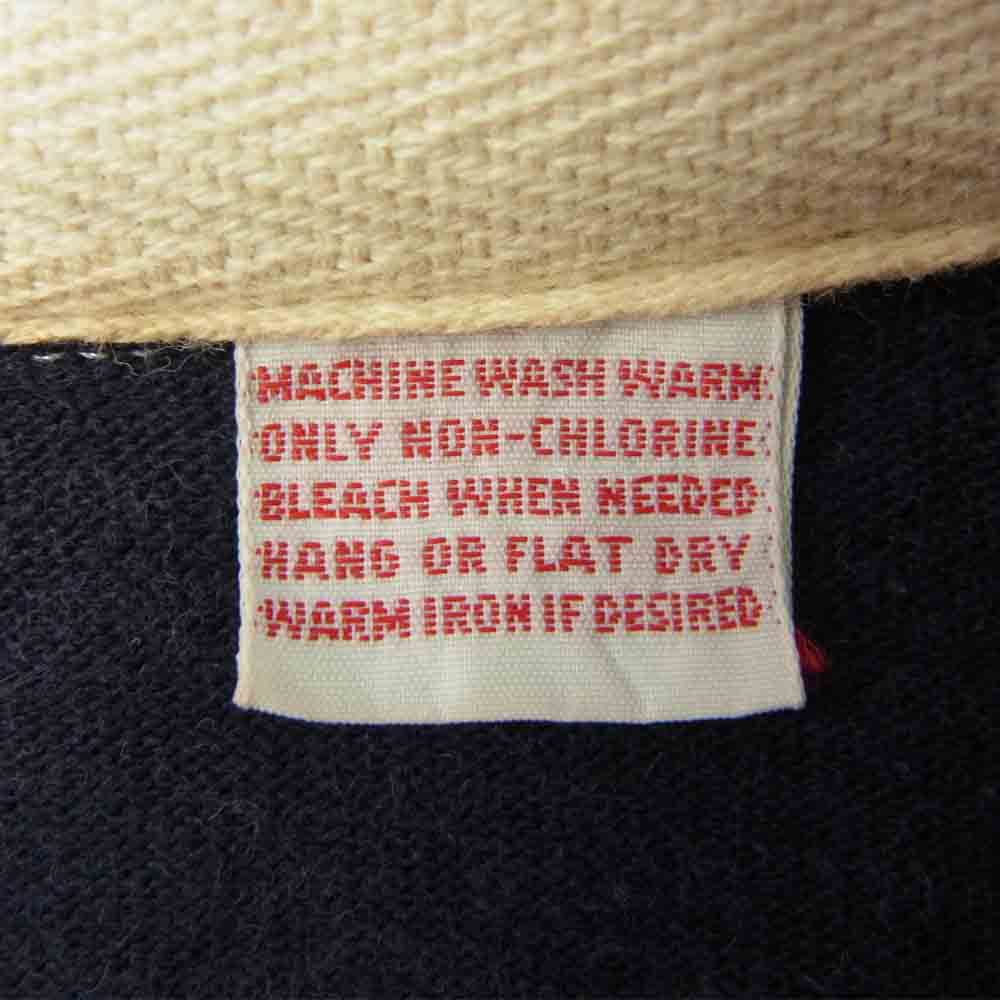 MACHINE WASH WARM
ONLY NON-CHLORINE
BLEACH WHEN NEEDED
HANG OR FLAT DRY
WARM IRON IF DESIRED